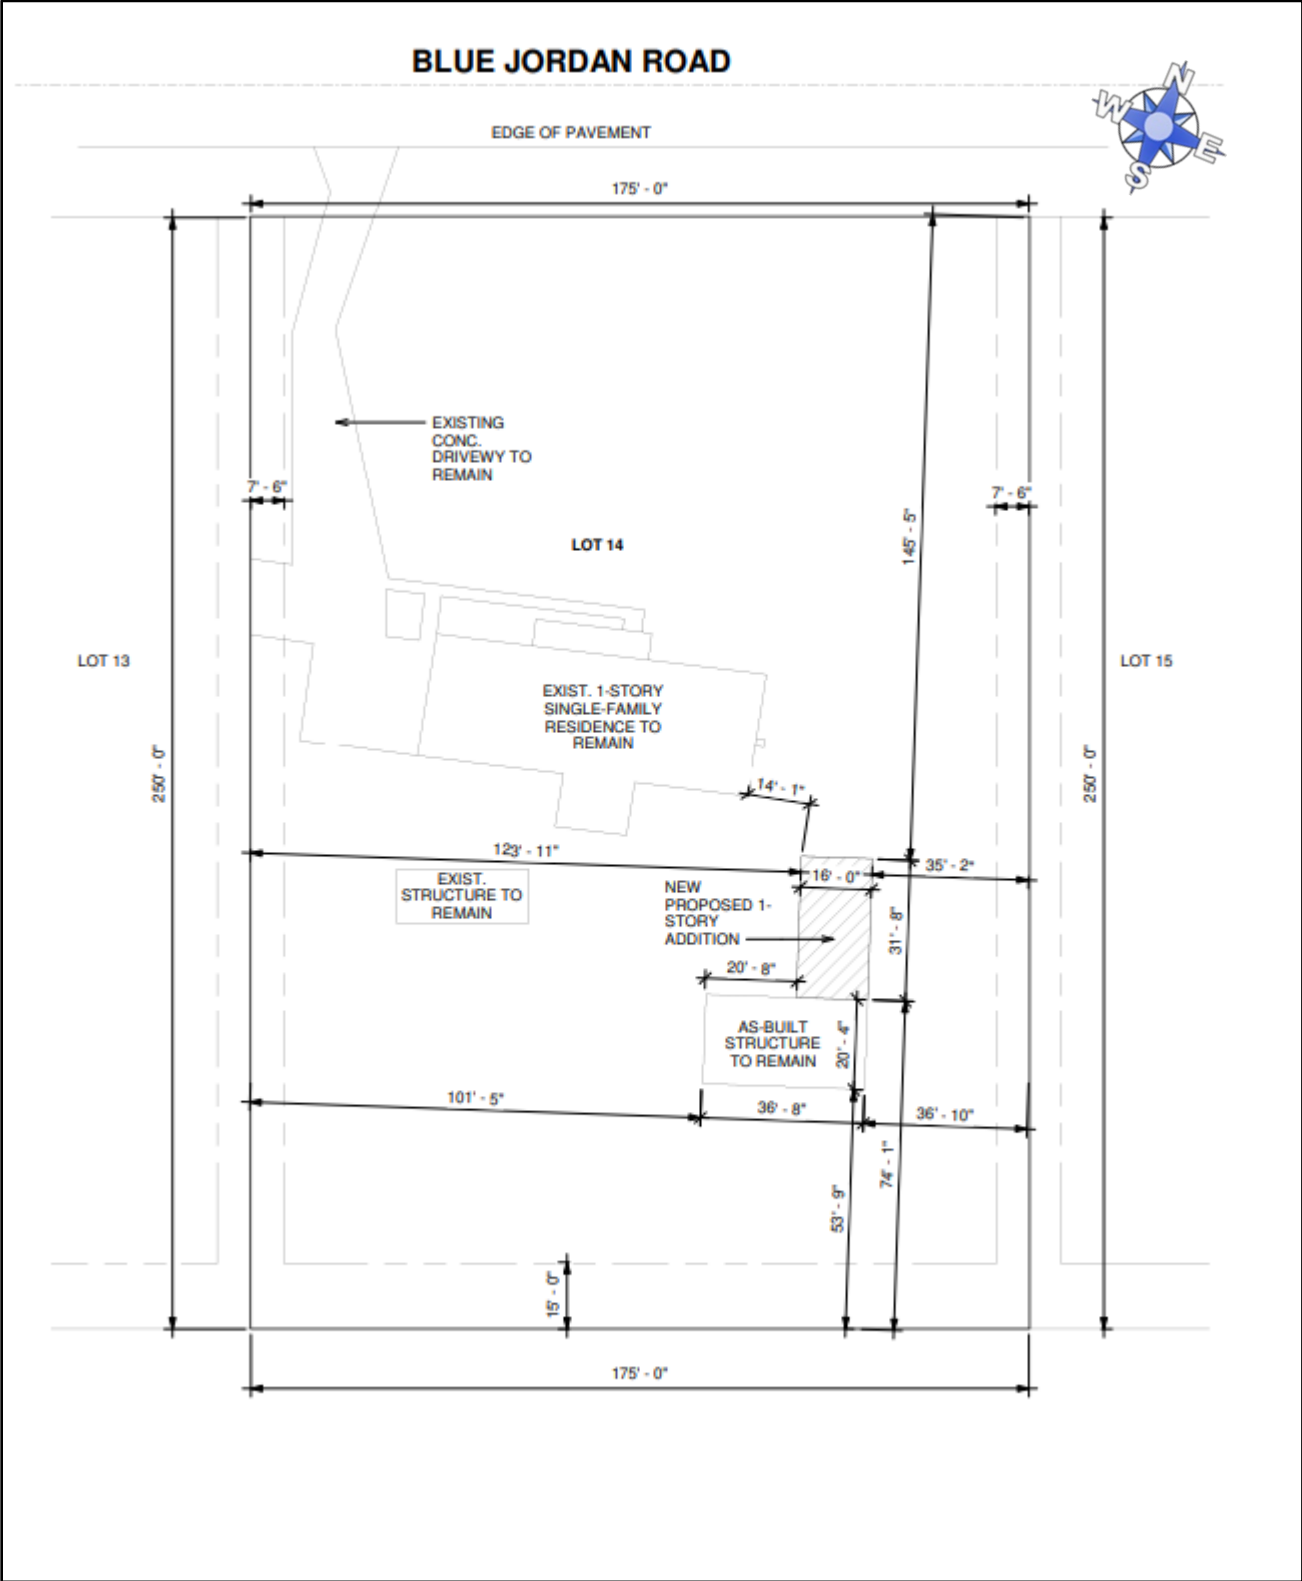 BLUE JORDAN ROAD
N
W
E
S
EDGE OF PAVEMENT
175' - 0"
EXISTING
CONC.
DRIVEWY TO
REMAIN
7' - 6"
7' - 6"
145' - 5"
LOT 14
LOT 13
LOT 15
EXIST. 1-STORY
SINGLE-FAMILY
RESIDENCE TO
REMAIN
250' - 0"
250' - 0"
14' - 1"
123' - 11"
35' - 2"
16' - 0"
EXIST.
STRUCTURE TO
REMAIN
NEW
PROPOSED 1-
STORY
ADDITION
31' - 8"
20' - 8"
AS-BUILT
STRUCTURE
TO REMAIN
20' - 4"
101' - 5"
36' - 8"
36' - 10"
74' - 1"
53' - 9"
15' - 0"
175' - 0"